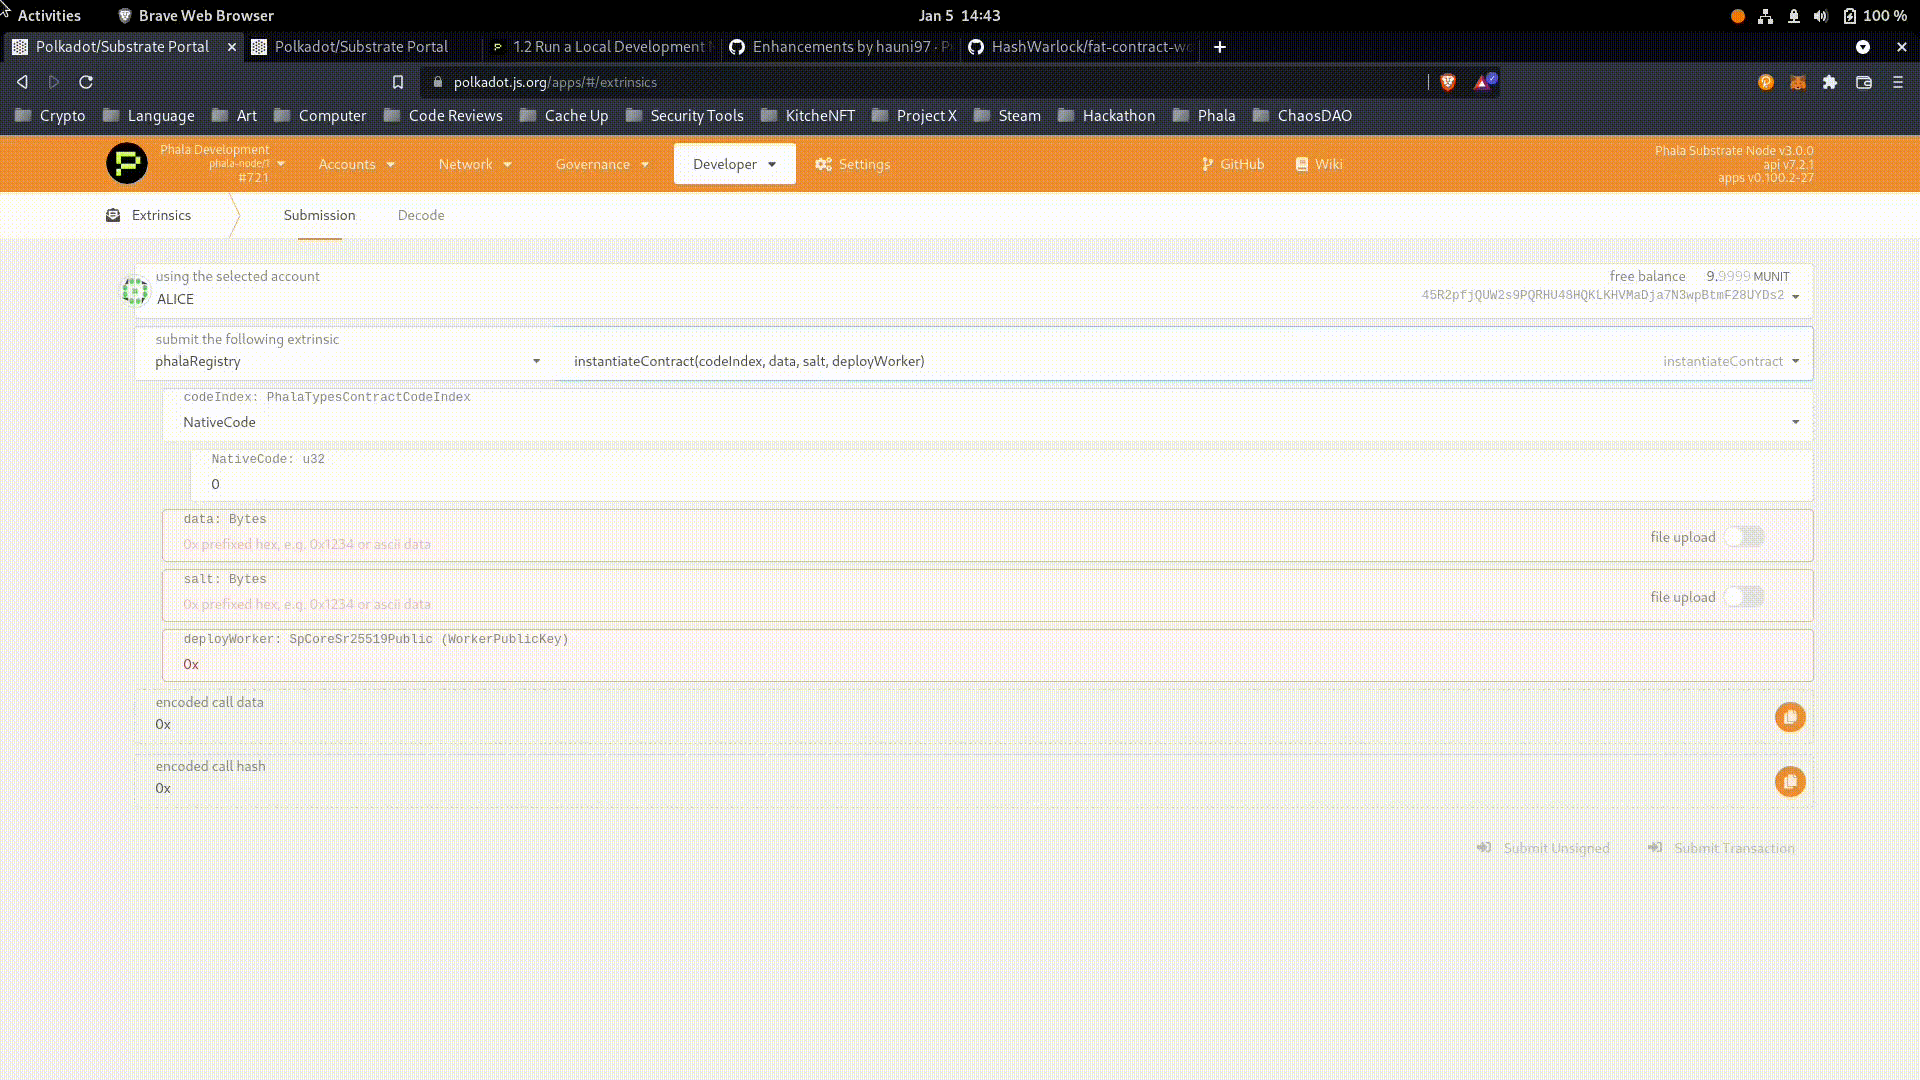 Activities
Brave Web Browser
Jan 5 14:43
100 %
Polkadot/Substrate Portal
Polkadot/Substrate Portal
1.2 Run a Local Development
Enhancements by hauni97 ·
HashWarlock/fat-contract-wo
polkadot.js.org/apps/#/extrinsics
Crypto
Language
Art
Computer
Code Reviews
Cache Up
Security Tools
KitcheNFT
Project X
Steam
Hackathon
Phala
ChaosDAO
Phala Development
phala-node/1
#721
Accounts
Network
Governance
Developer
Settings
GitHub
Wiki
Phala Substrate Node v3.0.0
api v7.2.1
apps v0.100.2-27
Extrinsics
Submission
Decode
using the selected account
ALICE
free balance 9.9999 MUNIT
45R2pfjQUW2s9PQRHU48HQKLKHVMaDja7N3wpBtmF28UYDs2
submit the following extrinsic
phalaRegistry
instantiateContract(codeIndex, data, salt, deployWorker)
instantiateContract
codeIndex: PhalaTypesContractCodeIndex
NativeCode
NativeCode: u32
0
data: Bytes
0x prefixed hex, e.g. 0x1234 or ascii data
file upload
salt: Bytes
0x prefixed hex, e.g. 0x1234 or ascii data
file upload
deployWorker: SpCoreSr25519Public (WorkerPublicKey)
0x
encoded call data
0x
encoded call hash
0x
Submit Unsigned
Submit Transaction